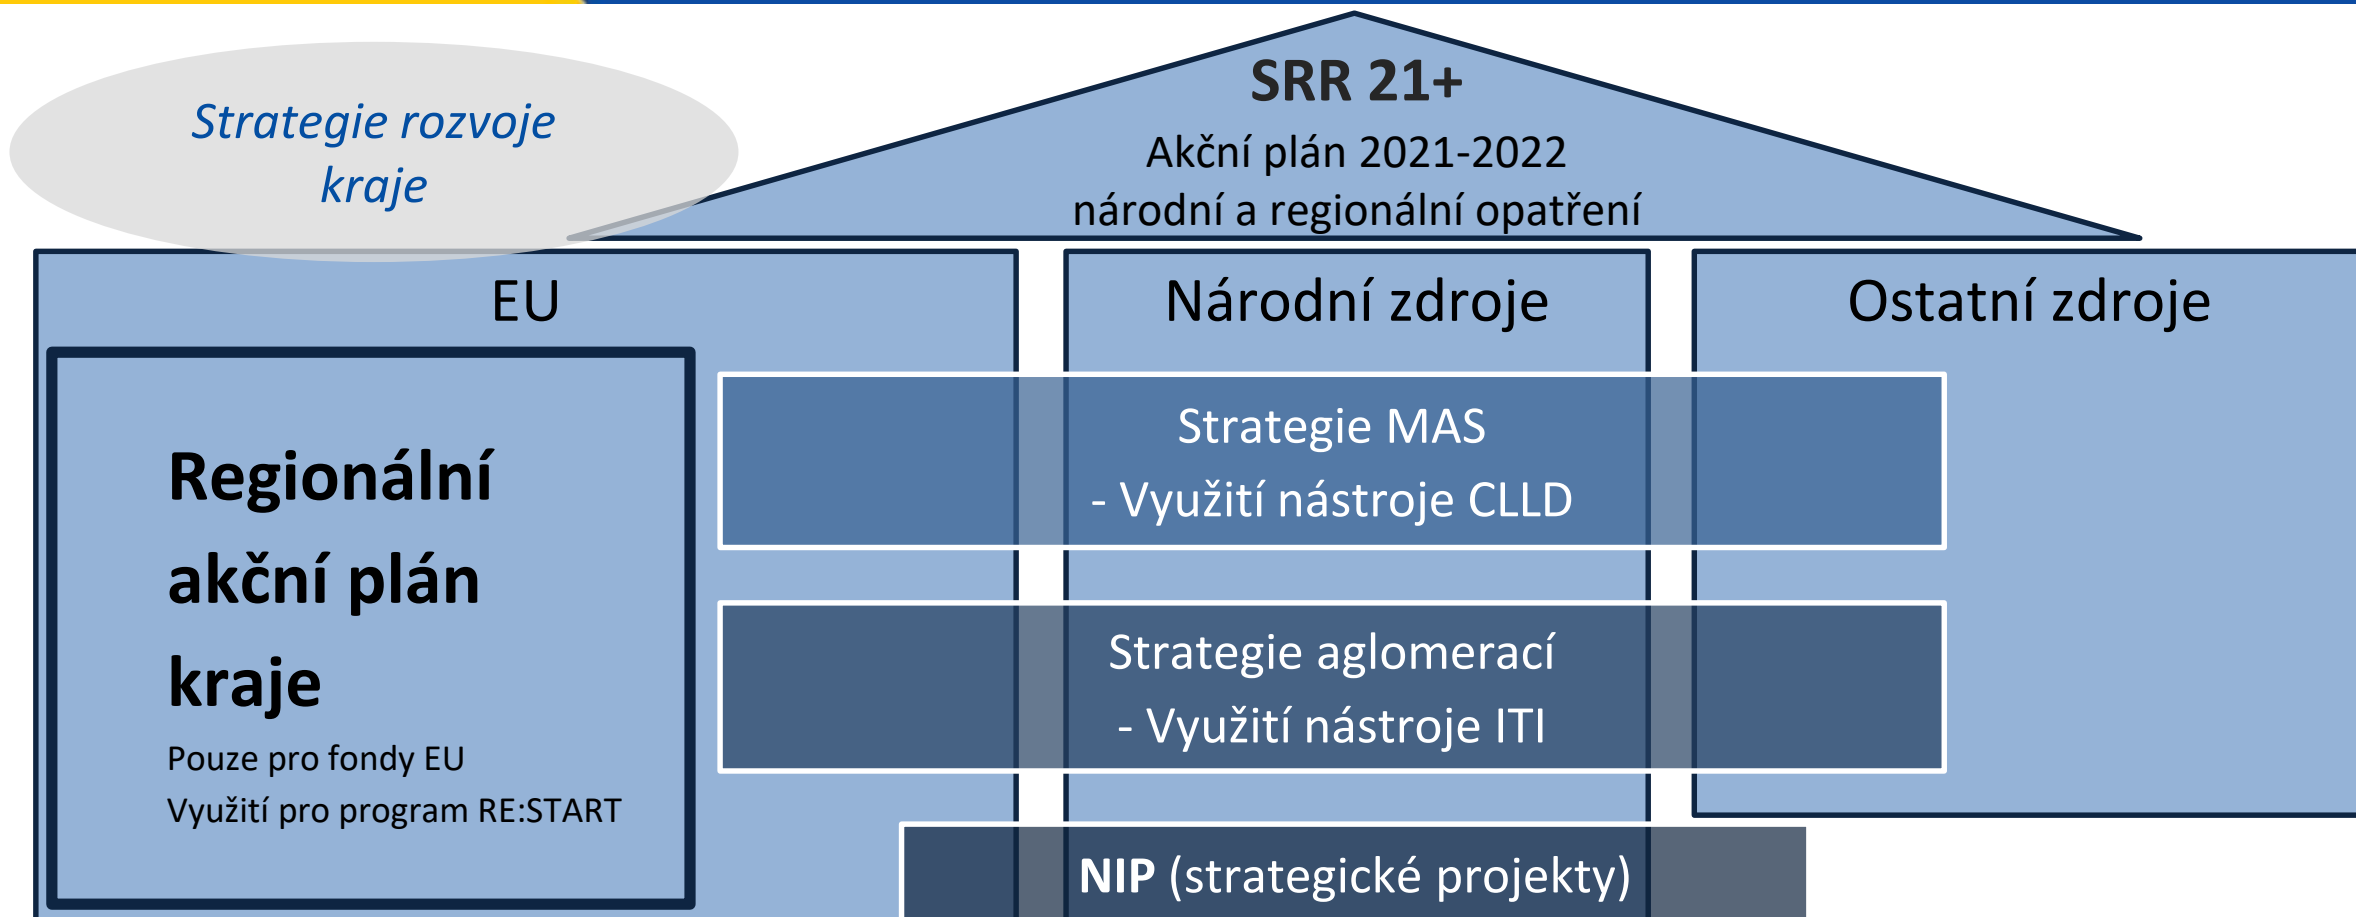 Strategie rozvoje
kraje
SRR 21+
Akční plán 2021-2022
národní a regionální opatření
EU
Národní zdroje
Ostatní zdroje
Regionální
akční plán
kraje
Pouze pro fondy EU
Využití pro program RE:START
Strategie MAS
- Využití nástroje CLLD
Strategie aglomerací
- Využití nástroje ITI
NIP (strategické projekty)